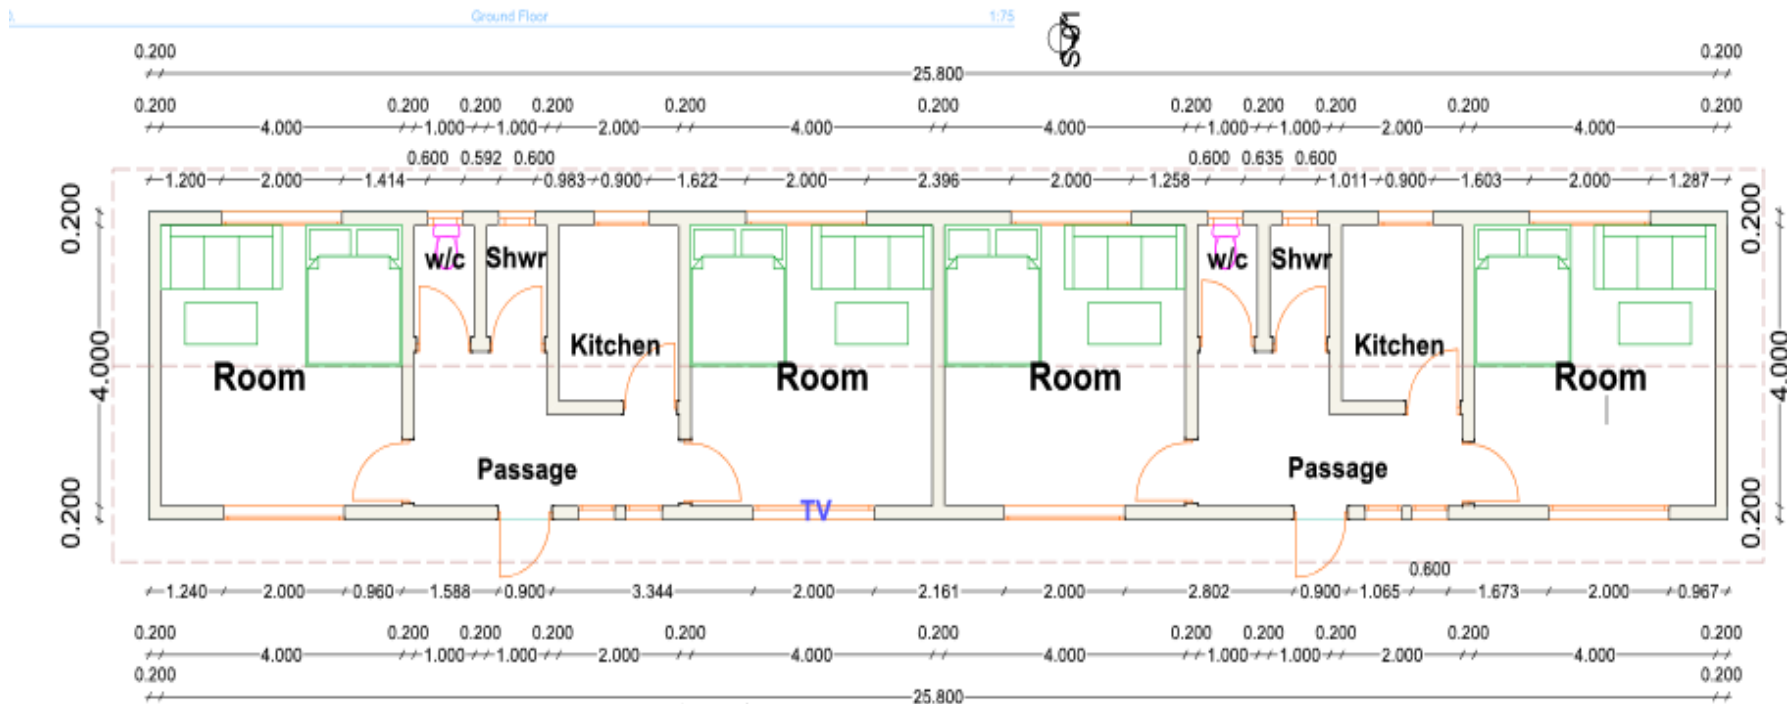 Ground Floor 1:75
S-01
0.200 0.200
25.800
0.200 0.200 0.200 0.200 0.200 0.200 0.200 0.200 0.200 0.200 0.200
4.000 1.000 1.000 2.000 4.000 4.000 1.000 1.000 2.000 4.000
0.600 0.592 0.600 0.600 0.635 0.600
1.200 2.000 1.414 0.983 0.900 1.622 2.000 2.396 2.000 1.258 1.011 0.900 1.603 2.000 1.287
0.200 0.200
w/c Shwr w/c Shwr
Kitchen Kitchen
4.000 Room Room Room Room 4.000
Passage Passage
0.200 TV 0.200
0.600
1.240 2.000 0.960 1.588 0.900 3.344 2.000 2.161 2.000 2.802 0.900 1.065 1.673 2.000 0.967
0.200 0.200 0.200 0.200 0.200 0.200 0.200 0.200 0.200 0.200 0.200
4.000 1.000 1.000 2.000 4.000 4.000 1.000 1.000 2.000 4.000
0.200 0.200
25.800